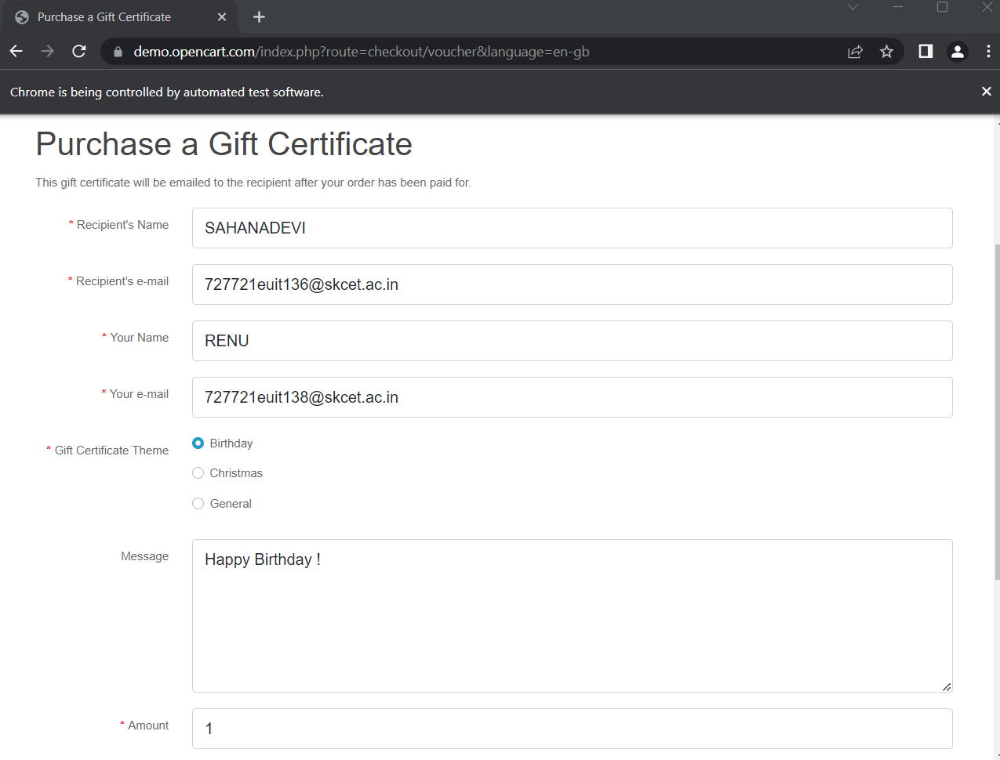 Purchase a Gift Certificate
demo.opencart.com/index.php?route=checkout/voucher&language=en-gb
Chrome is being controlled by automated test software.
Purchase a Gift Certificate
This gift certificate will be emailed to the recipient after your order has been paid for.
* Recipient's Name
SAHANADEVI
* Recipient's e-mail
727721euit136@skcet.ac.in
* Your Name
RENU
* Your e-mail
727721euit138@skcet.ac.in
* Gift Certificate Theme
Birthday
Christmas
General
Message
Happy Birthday !
* Amount
1